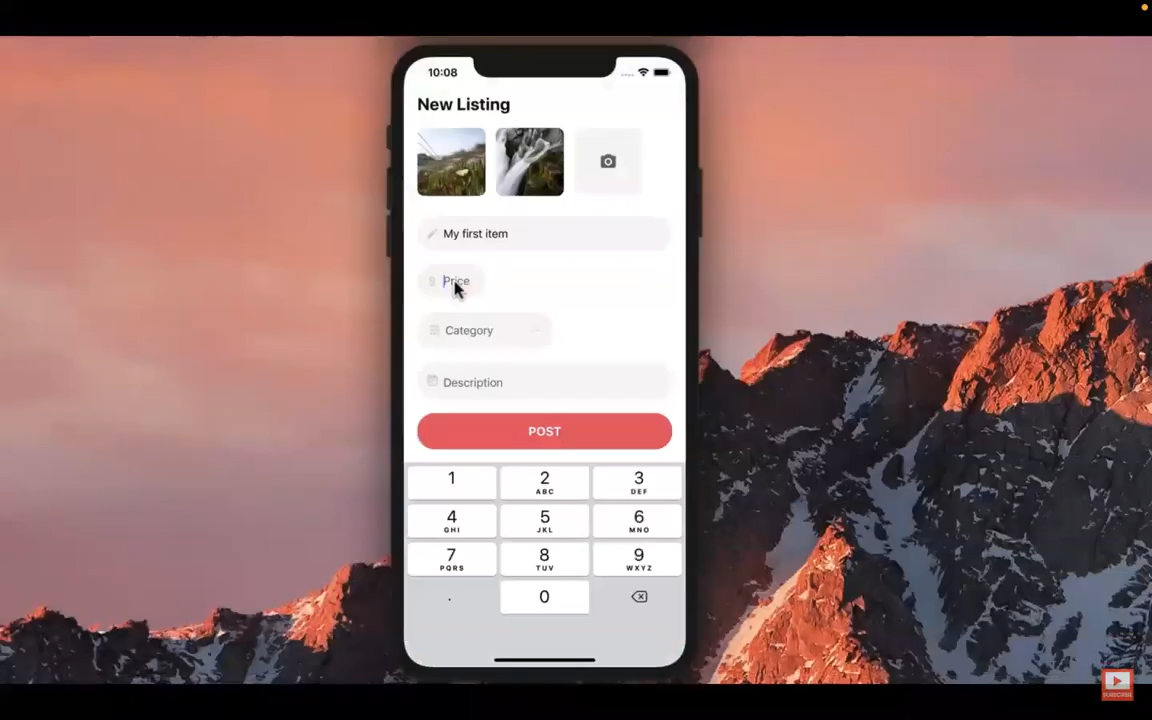 10:08
New Listing
My first item
Price
Category
Description
POST
1
2
ABC
3
DEF
4
GHI
5
JKL
6
MNO
7
PQRS
8
TUV
9
WXYZ
.
0
SUBSCRIBE